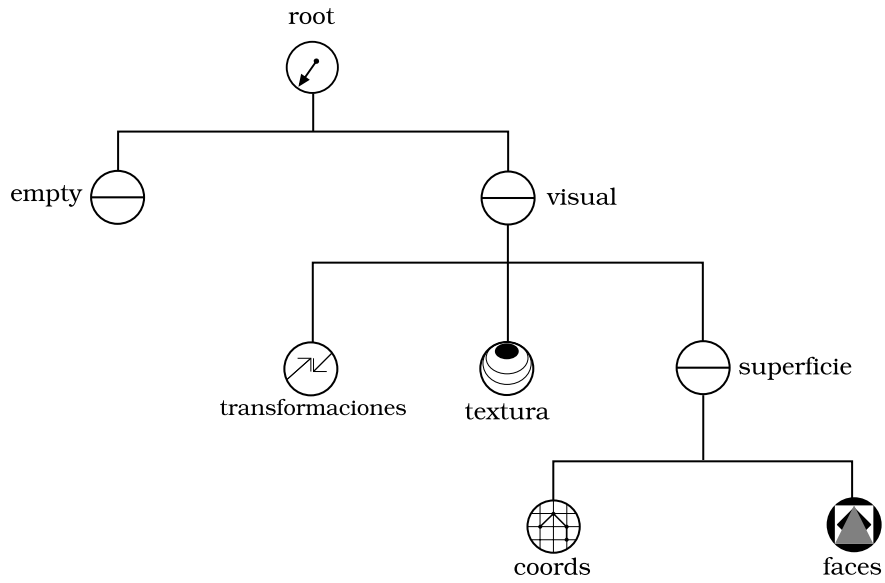 root
empty
visual
transformaciones
textura
superficie
coords
faces